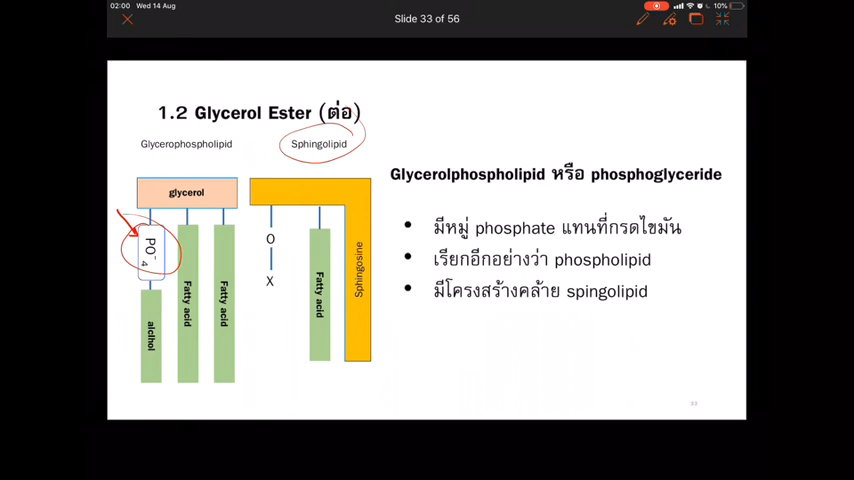 02:00 Wed 14 Aug
10%
Slide 33 of 56
1.2 Glycerol Ester (ต่อ)
Glycerophospholipid
Sphingolipid
glycerol
PO4-
alclhol
Fatty acid
Fatty acid
O
X
Fatty acid
Sphingosine
Glycerolphospholipid หรือ phosphoglyceride
• มีหมู่ phosphate แทนที่กรดไขมัน
• เรียกอีกอย่างว่า phospholipid
• มีโครงสร้างคล้าย spingolipid
33